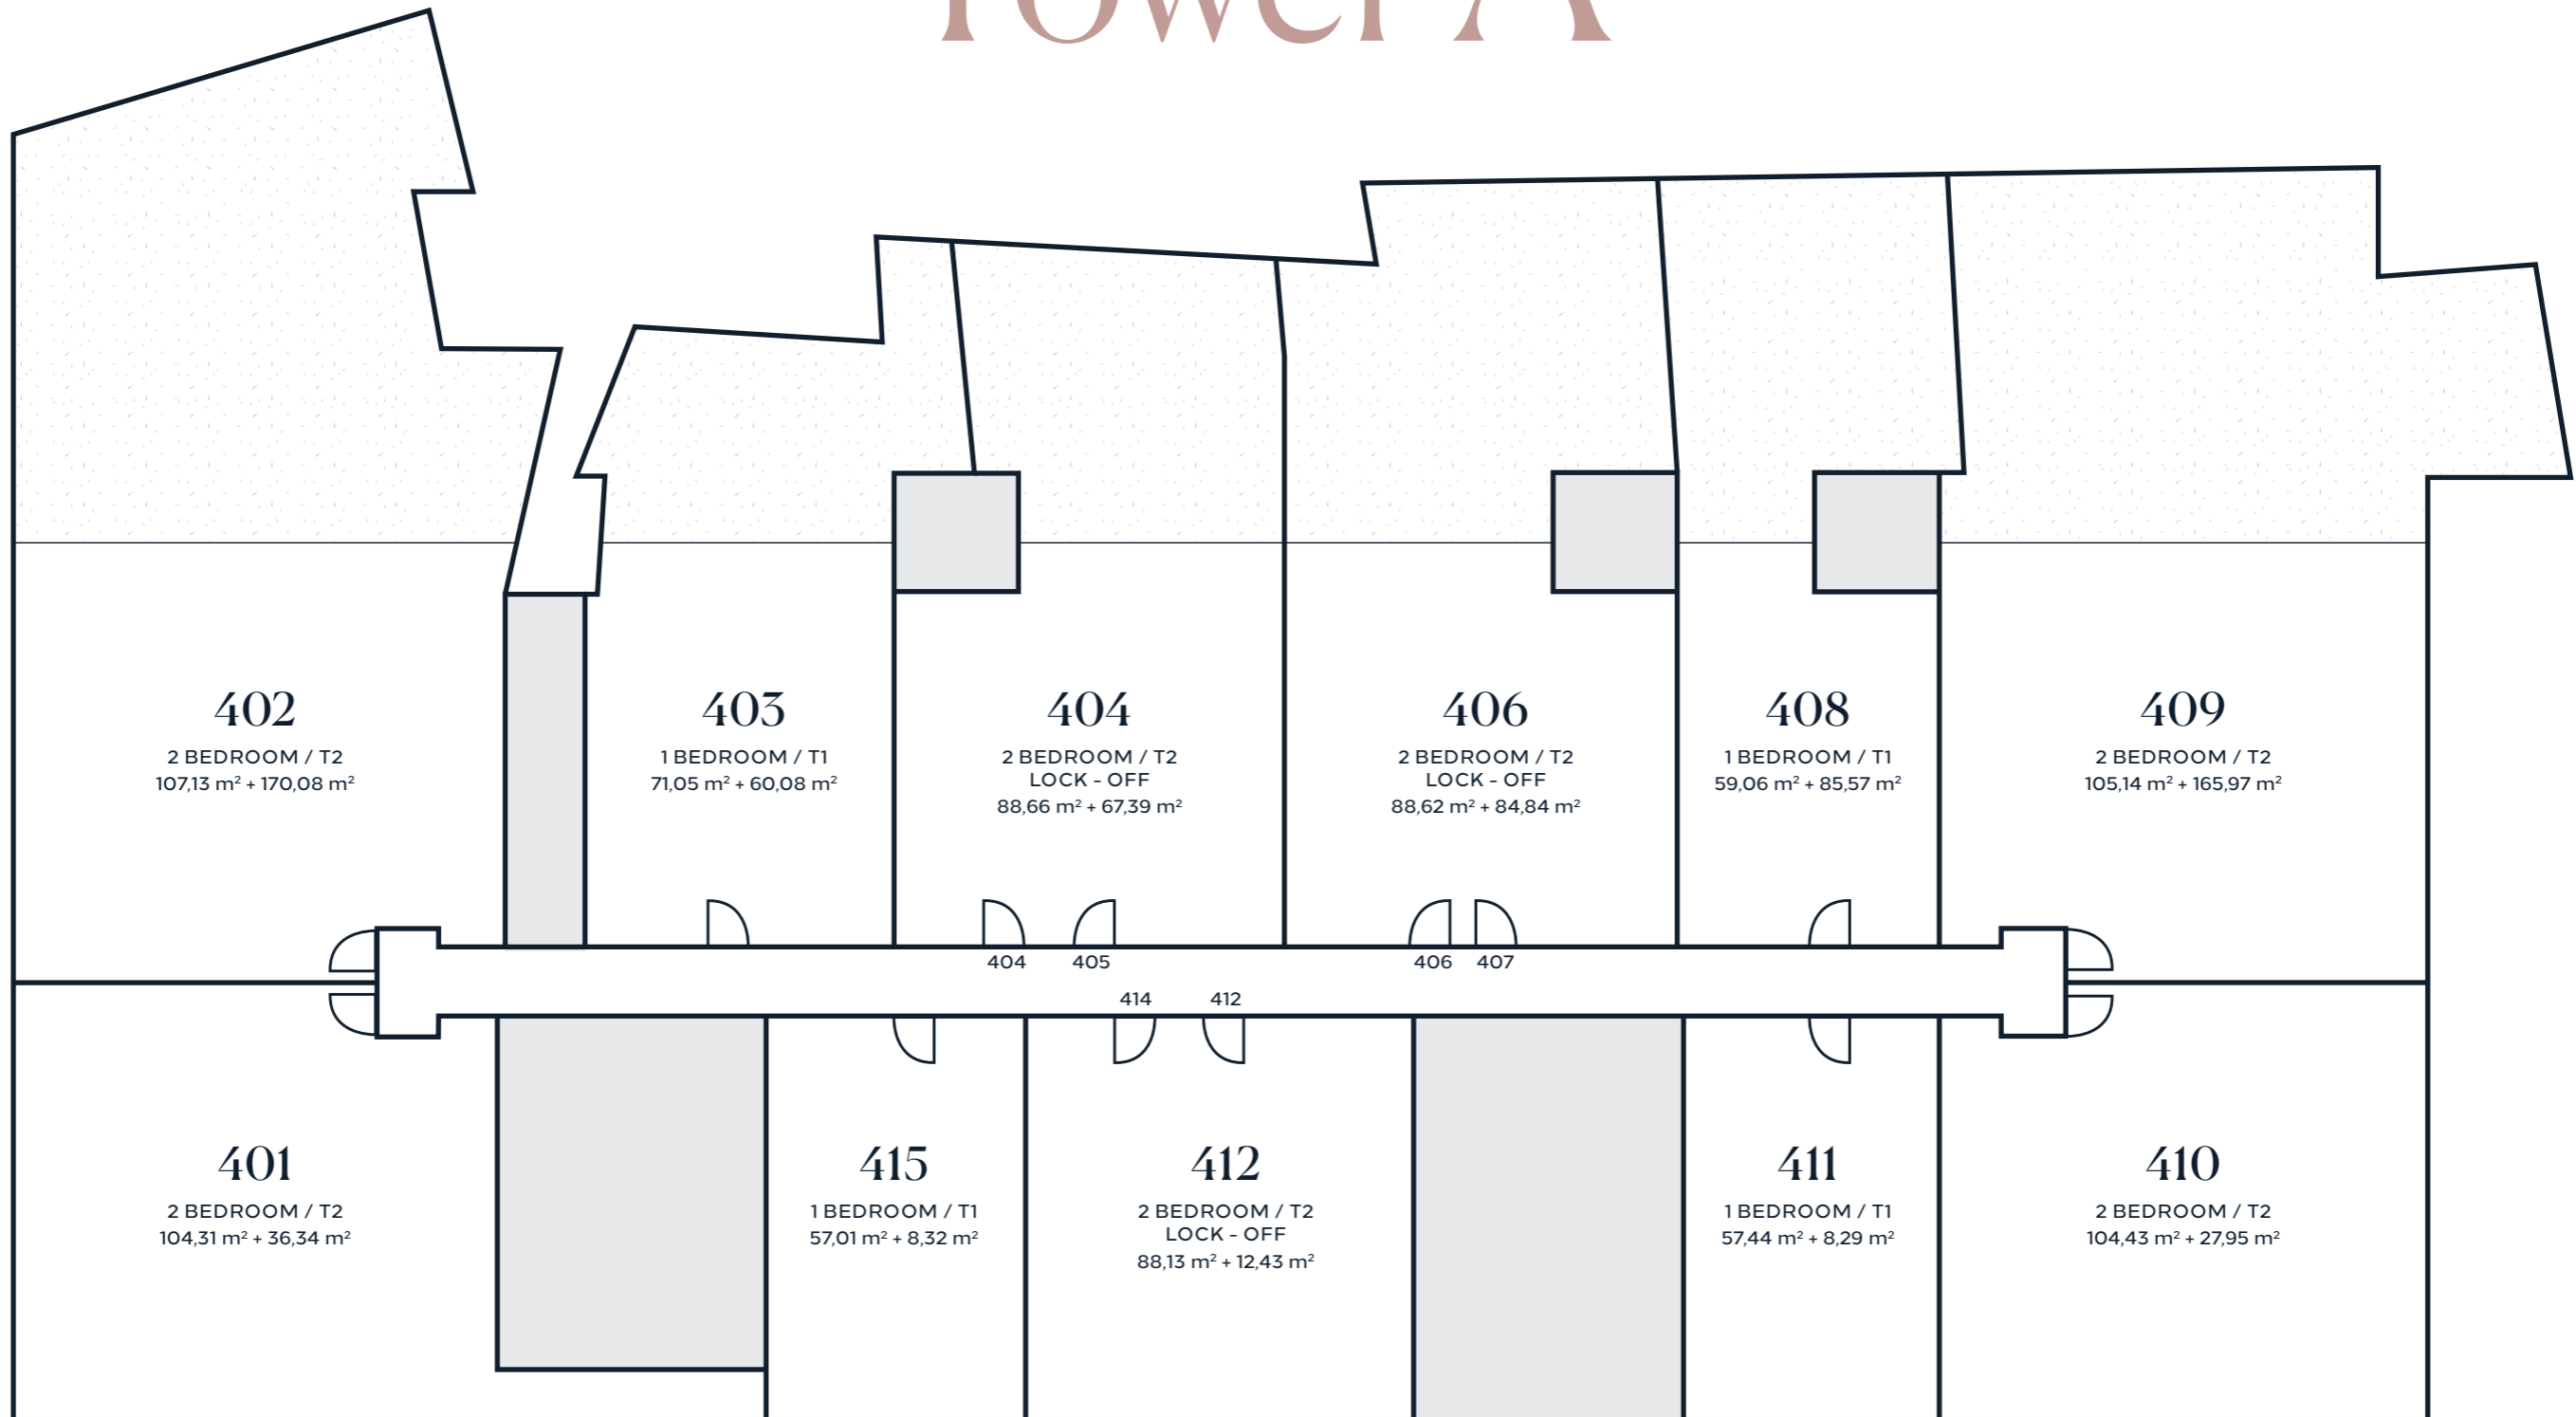 Tower A
402
2 BEDROOM / T2
107,13 m² + 170,08 m²
403
1 BEDROOM / T1
71,05 m² + 60,08 m²
404
2 BEDROOM / T2
LOCK - OFF
88,66 m² + 67,39 m²
406
2 BEDROOM / T2
LOCK - OFF
88,62 m² + 84,84 m²
408
1 BEDROOM / T1
59,06 m² + 85,57 m²
409
2 BEDROOM / T2
105,14 m² + 165,97 m²
404
405
406
407
414
412
401
2 BEDROOM / T2
104,31 m² + 36,34 m²
415
1 BEDROOM / T1
57,01 m² + 8,32 m²
412
2 BEDROOM / T2
LOCK - OFF
88,13 m² + 12,43 m²
411
1 BEDROOM / T1
57,44 m² + 8,29 m²
410
2 BEDROOM / T2
104,43 m² + 27,95 m²